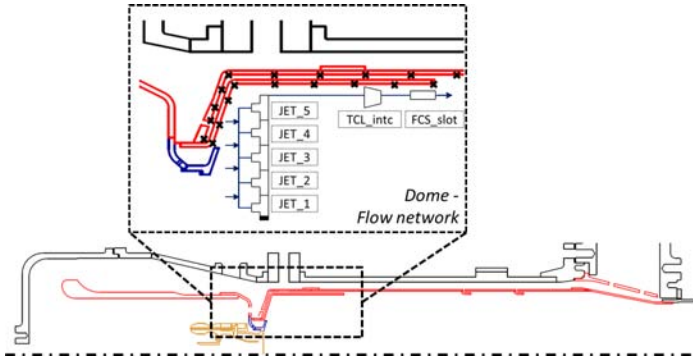 JET_5
JET_4
TCL_intc
FCS_slot
JET_3
JET_2
JET_1
Dome -
Flow network